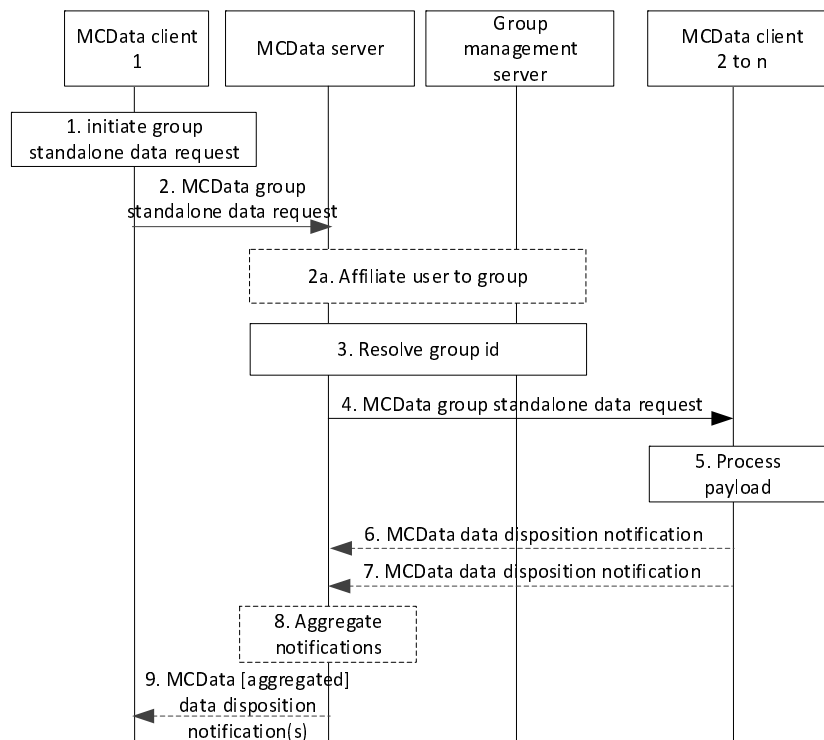 MCData client
1
MCData server
Group
management
server
MCData client
2 to n
1. initiate group
standalone data request
2. MCData group
standalone data request
2a. Affiliate user to group
3. Resolve group id
4. MCData group standalone data request
5. Process
payload
6. MCData data disposition notification
7. MCData data disposition notification
8. Aggregate
notifications
9. MCData [aggregated]
data disposition
notification(s)